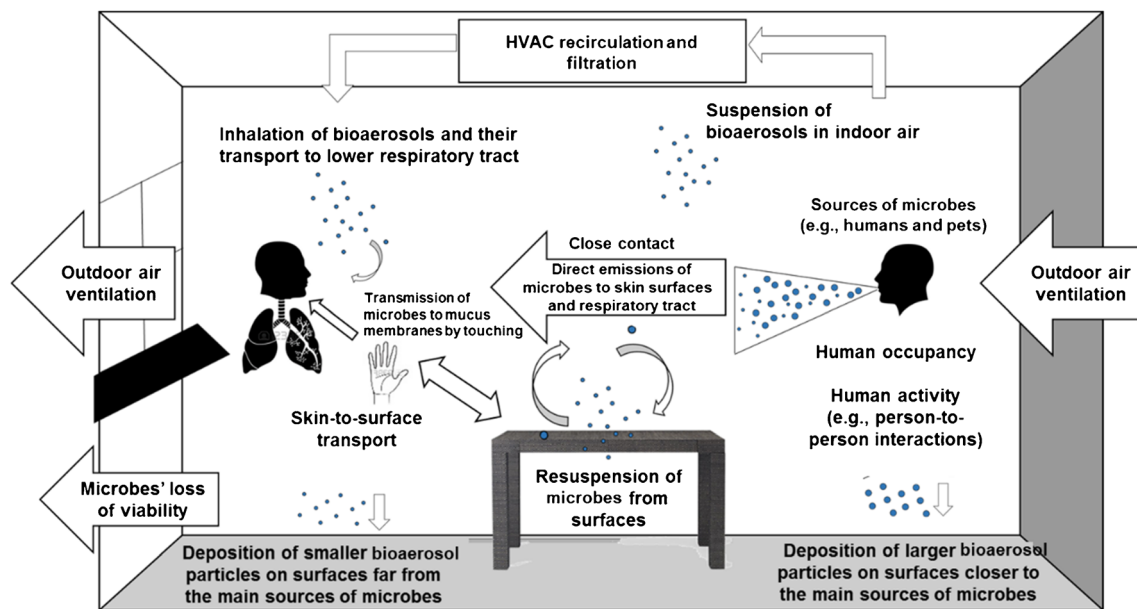 HVAC recirculation and
filtration
Suspension of
bioaerosols in indoor air
Inhalation of bioaerosols and their
transport to lower respiratory tract
Sources of microbes
(e.g., humans and pets)
Close contact
Direct emissions of
microbes to skin surfaces
and respiratory tract
Outdoor air
ventilation
Outdoor air
ventilation
Transmission of
microbes to mucus
membranes by touching
Human occupancy
Human activity
(e.g., person-to-
person interactions)
Skin-to-surface
transport
Resuspension of
microbes from
surfaces
Microbes’ loss
of viability
Deposition of smaller bioaerosol
particles on surfaces far from
the main sources of microbes
Deposition of larger bioaerosol
particles on surfaces closer to
the main sources of microbes